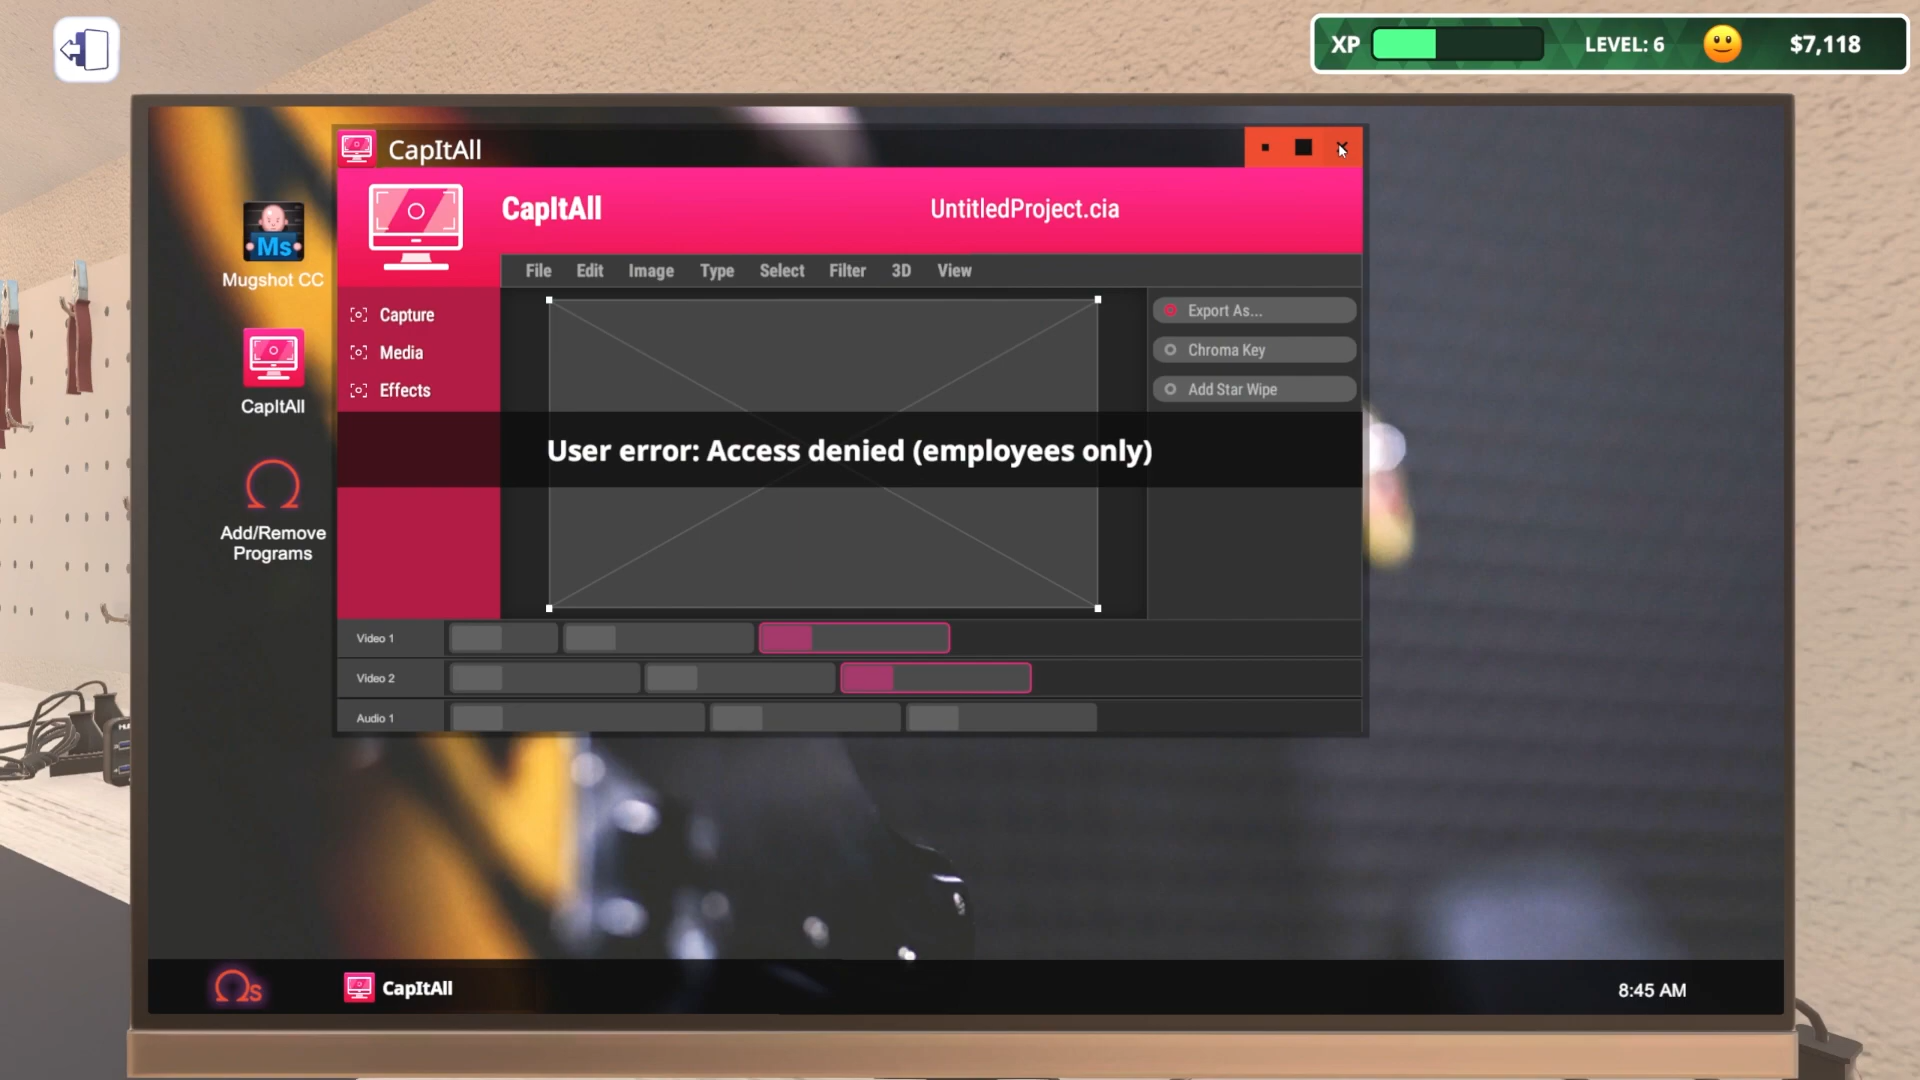 XP
LEVEL: 6
$7,118
CapItAll
CapItAll
UntitledProject.cia
File Edit Image Type Select Filter 3D View
Capture
Media
Effects
Export As...
Chroma Key
Add Star Wipe
User error: Access denied (employees only)
Video 1
Video 2
Audio 1
Ms
Mugshot CC
CapItAll
Add/Remove
Programs
Ωs
CapItAll
8:45 AM